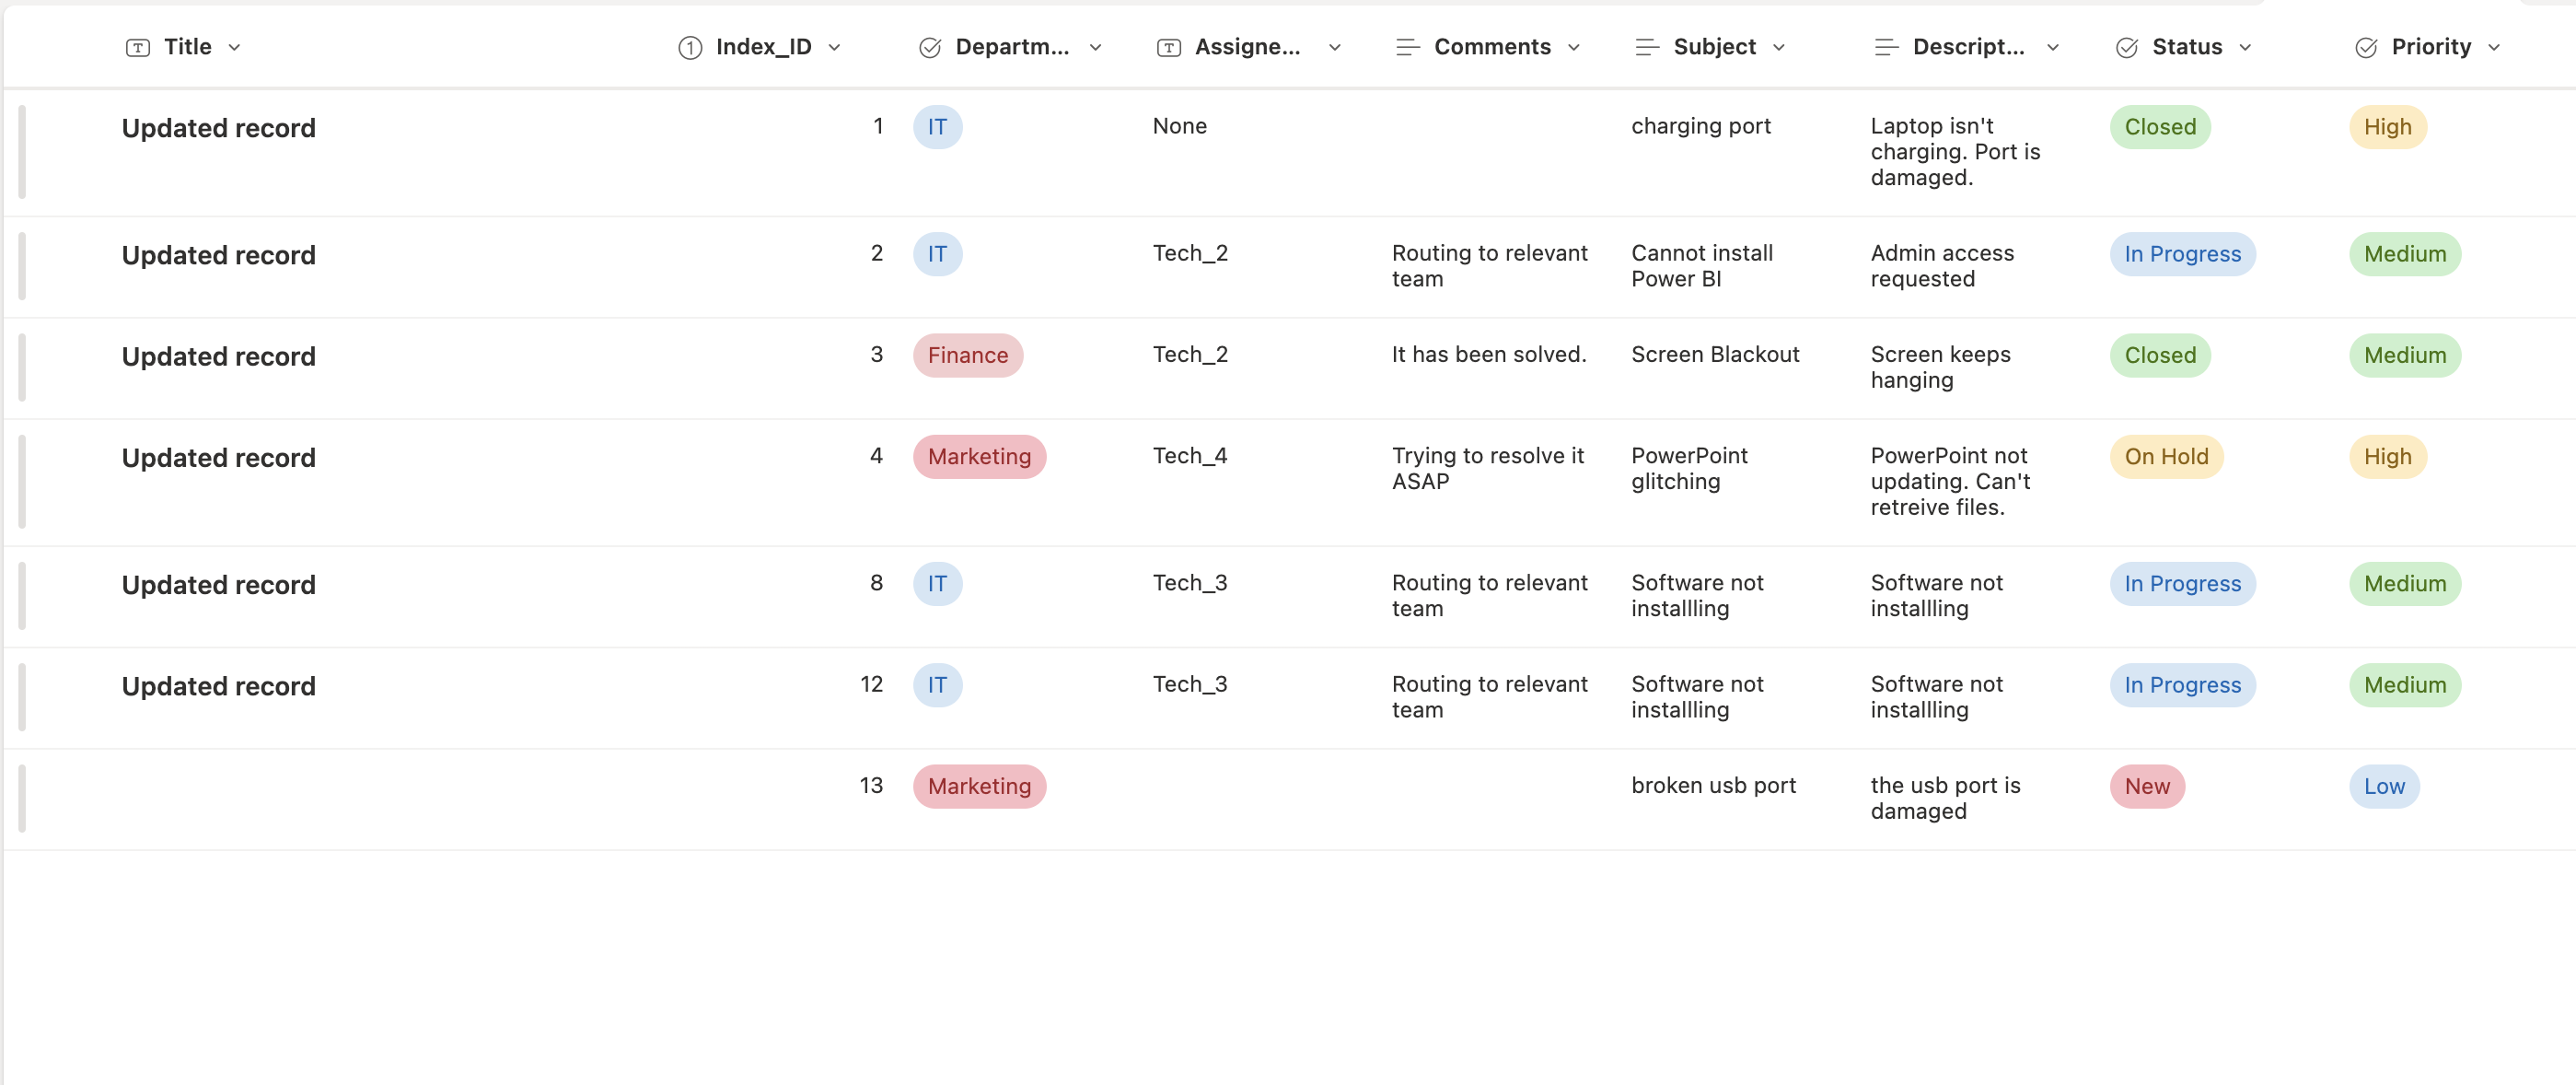 Title Index_ID Departm... Assigne... Comments Subject Descript... Status Priority
Updated record 1 IT None charging port Laptop isn't Closed High
charging. Port is
damaged.
Updated record 2 IT Tech_2 Routing to relevant Cannot install Admin access In Progress Medium
team Power BI requested
Updated record 3 Finance Tech_2 It has been solved. Screen Blackout Screen keeps Closed Medium
hanging
Updated record 4 Marketing Tech_4 Trying to resolve it PowerPoint PowerPoint not On Hold High
ASAP glitching updating. Can't
retreive files.
Updated record 8 IT Tech_3 Routing to relevant Software not Software not In Progress Medium
team installling installling
Updated record 12 IT Tech_3 Routing to relevant Software not Software not In Progress Medium
team installling installling
13 Marketing broken usb port the usb port is New Low
damaged